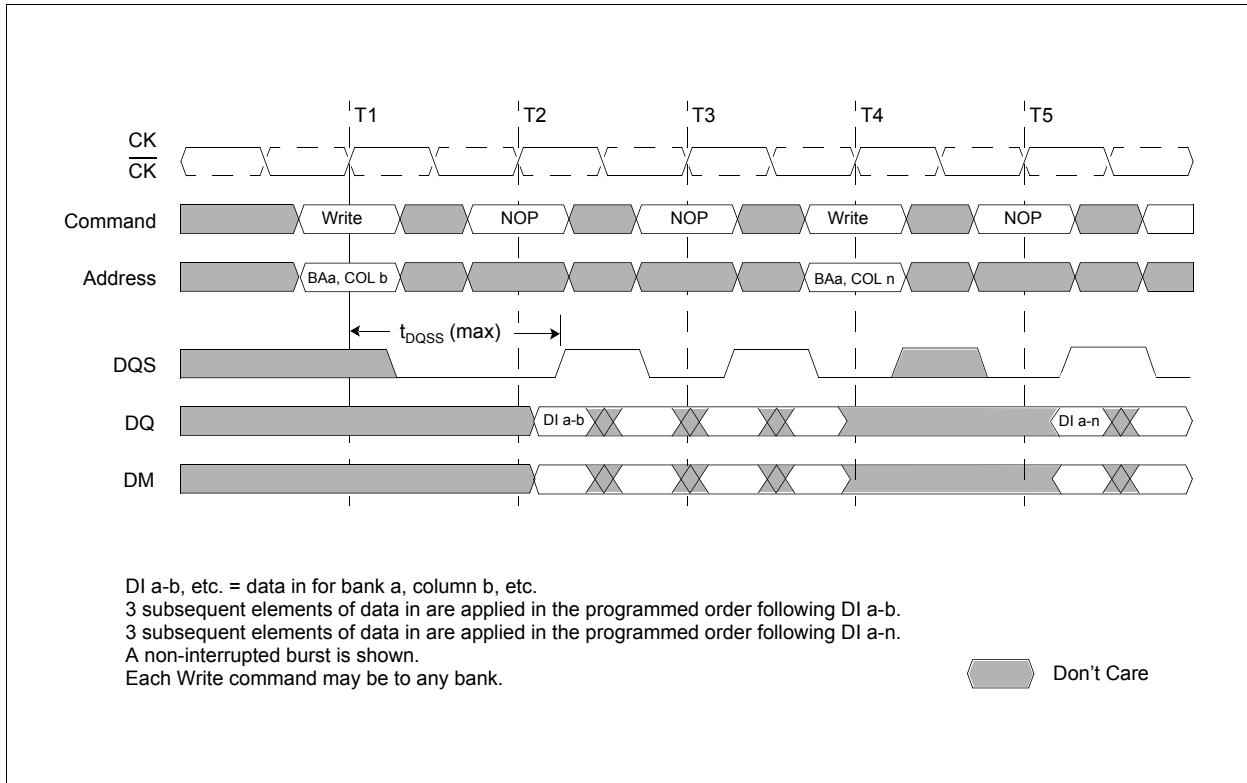 T1 T2 T3 T4 T5
CK
CK
Command Write NOP NOP Write NOP
Address BAa, COL b BAa, COL n
tDQSS (max)
DQS
DQ DI a-b DI a-n
DM
DI a-b, etc. = data in for bank a, column b, etc.
3 subsequent elements of data in are applied in the programmed order following DI a-b.
3 subsequent elements of data in are applied in the programmed order following DI a-n.
A non-interrupted burst is shown.
Each Write command may be to any bank.
Don't Care